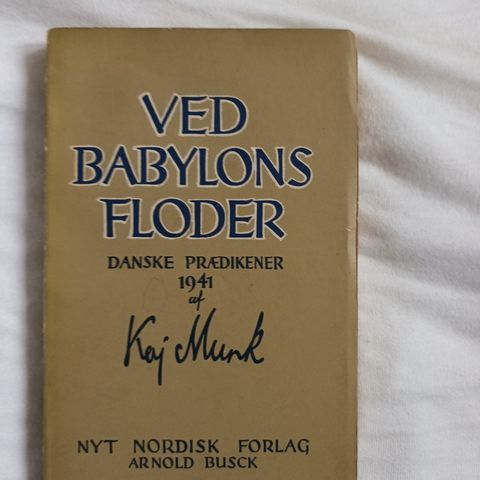 VED
BABYLONS
FLODER
DANSKE PRÆDIKENER
1941
af
Kaj Munk
NYT NORDISK FORLAG
ARNOLD BUSCK